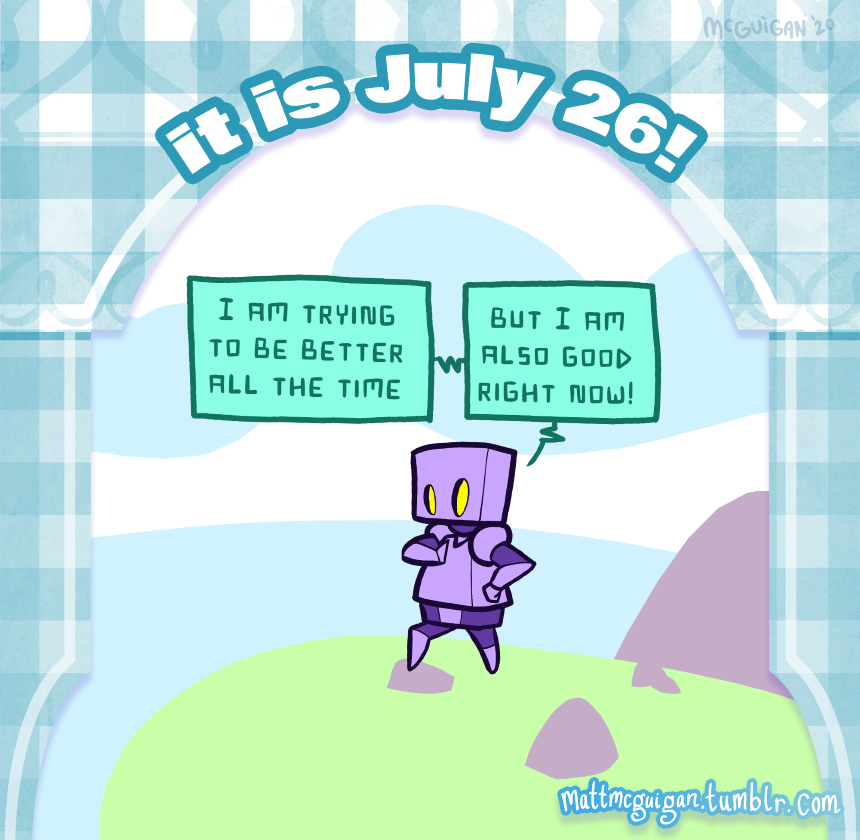 McGUIGAN '20
it is July 26!
I AM TRYING
TO BE BETTER
ALL THE TIME
BUT I AM
ALSO GOOD
RIGHT NOW!
mattmcguigan.tumblr.com